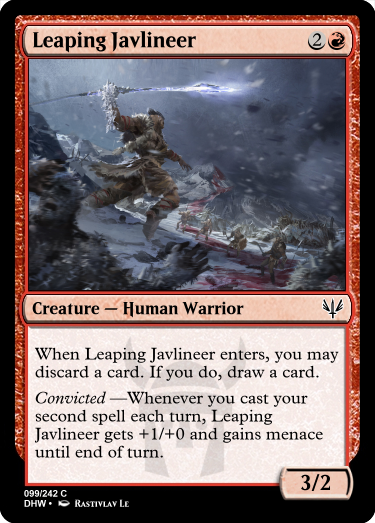 Leaping Javlineer 2
Creature — Human Warrior
When Leaping Javlineer enters, you may
discard a card. If you do, draw a card.
Convicted —Whenever you cast your
second spell each turn, Leaping
Javlineer gets +1/+0 and gains menace
until end of turn.
3/2
099/242 C
DHW • Rastivlav Le